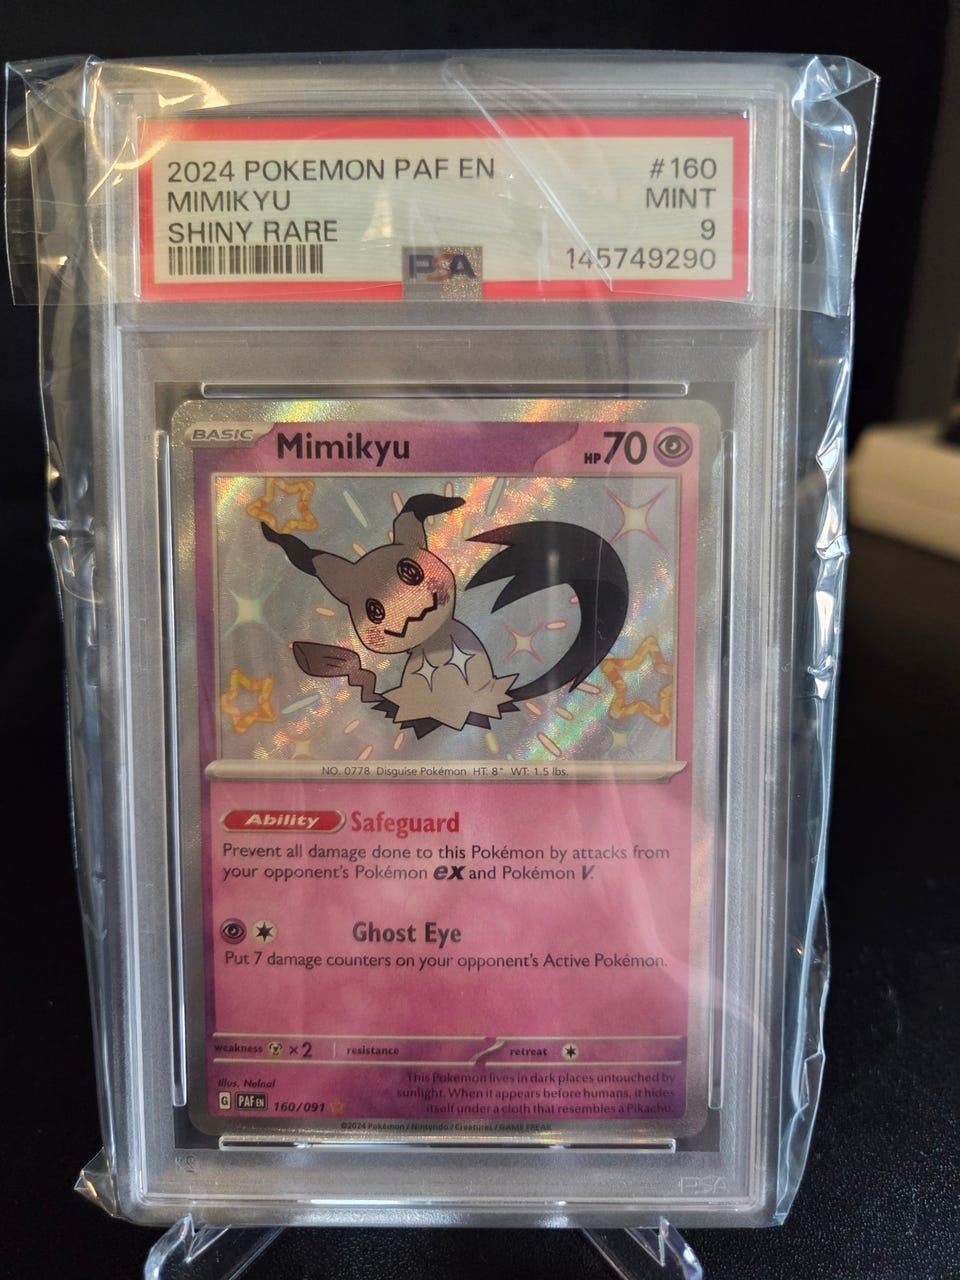 2024 POKEMON PAF EN #160
MIMIKYU MINT
SHINY RARE 9
PSA 145749290
BASIC Mimikyu HP 70
NO. 0778 Disguise Pokémon HT: 8" WT: 1.5 lbs.
Ability Safeguard
Prevent all damage done to this Pokémon by attacks from
your opponent's Pokémon ex and Pokémon V.
Ghost Eye
Put 7 damage counters on your opponent's Active Pokémon.
weakness ×2 resistance retreat
Illus. Nelnal
G PAF EN 160/091
This Pokémon lives in dark places untouched by
sunlight. When it appears before humans, it hides
itself under a cloth that resembles a Pikachu.
©2024 Pokémon / Nintendo / Creatures / GAME FREAK
PSA